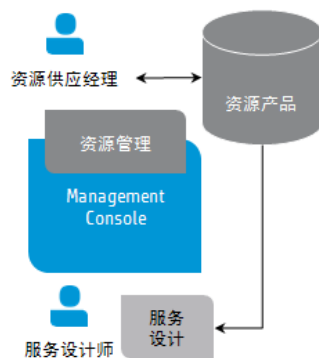 资源供应经理
资源产品
资源管理
Management
Console
服务设计师
服务
设计